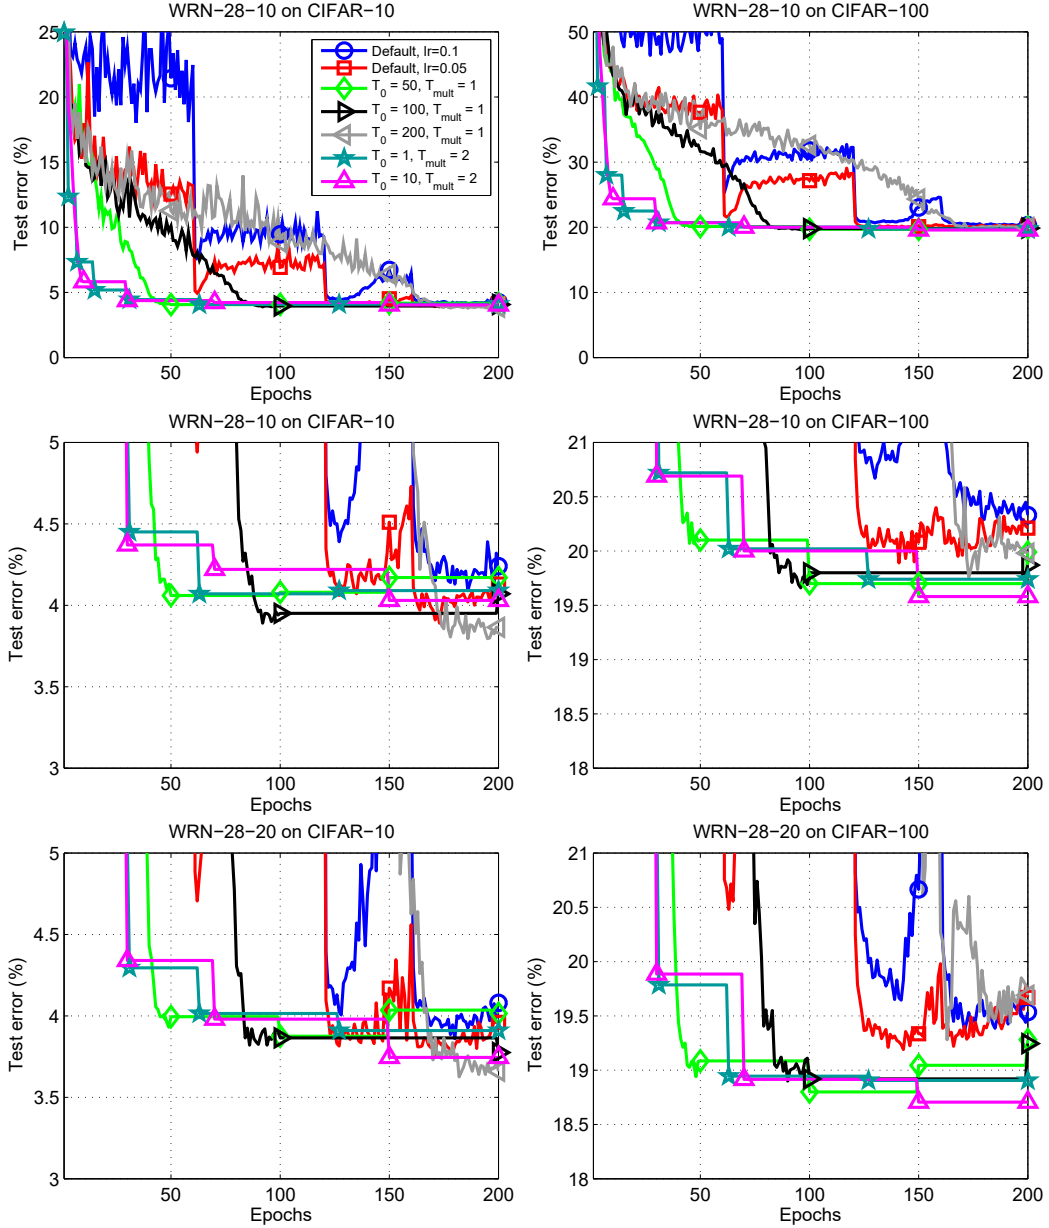 WRN−28−10 on CIFAR−10
25
20
15
10
5
0
50
100
150
200
Test error (%)
Epochs
Default, lr=0.1
Default, lr=0.05
T0 = 50, Tmult = 1
T0 = 100, Tmult = 1
T0 = 200, Tmult = 1
T0 = 1, Tmult = 2
T0 = 10, Tmult = 2
WRN−28−10 on CIFAR−100
50
40
30
20
10
0
50
100
150
200
Test error (%)
Epochs
WRN−28−10 on CIFAR−10
5
4.5
4
3.5
3
50
100
150
200
Test error (%)
Epochs
WRN−28−10 on CIFAR−100
21
20.5
20
19.5
19
18.5
18
50
100
150
200
Test error (%)
Epochs
WRN−28−20 on CIFAR−10
5
4.5
4
3.5
3
50
100
150
200
Test error (%)
Epochs
WRN−28−20 on CIFAR−100
21
20.5
20
19.5
19
18.5
18
50
100
150
200
Test error (%)
Epochs